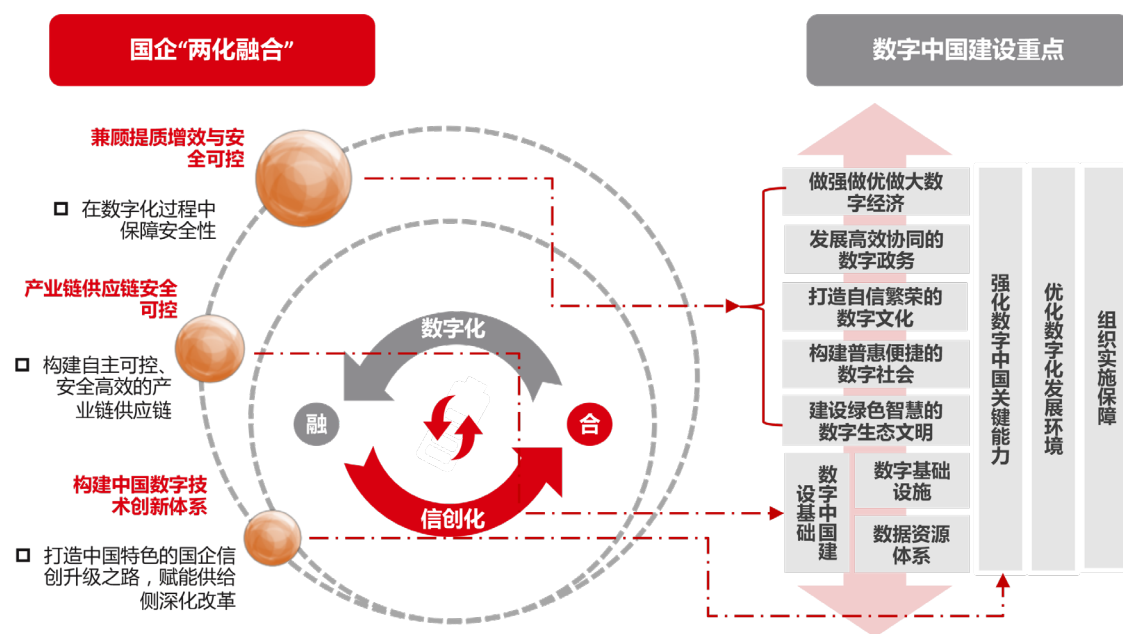 国企“两化融合”
数字中国建设重点
兼顾提质增效与安
全可控
在数字化过程中
保障安全性
产业链供应链安全
可控
构建自主可控、
安全高效的产
业链供应链
构建中国数字技
术创新体系
打造中国特色的国企信
创升级之路，赋能供给
侧深化改革
数字化
融
合
信创化
做强做优做大数
字经济
发展高效协同的
数字政务
打造自信繁荣的
数字文化
构建普惠便捷的
数字社会
建设绿色智慧的
数字生态文明
数字中国建
设基础
数字基础
设施
数据资源
体系
强化数字中国关键能力
优化数字化发展环境
组织实施保障